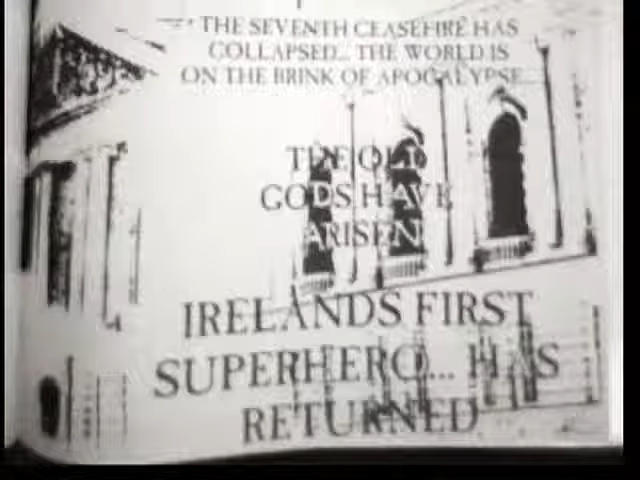 THE SEVENTH CEASEFIRE HAS
COLLAPSED... THE WORLD IS
ON THE BRINK OF APOCALYPSE...
THE OLD
GODS HAVE
ARISEN
IRELANDS FIRST
SUPERHERO... HAS
RETURNED